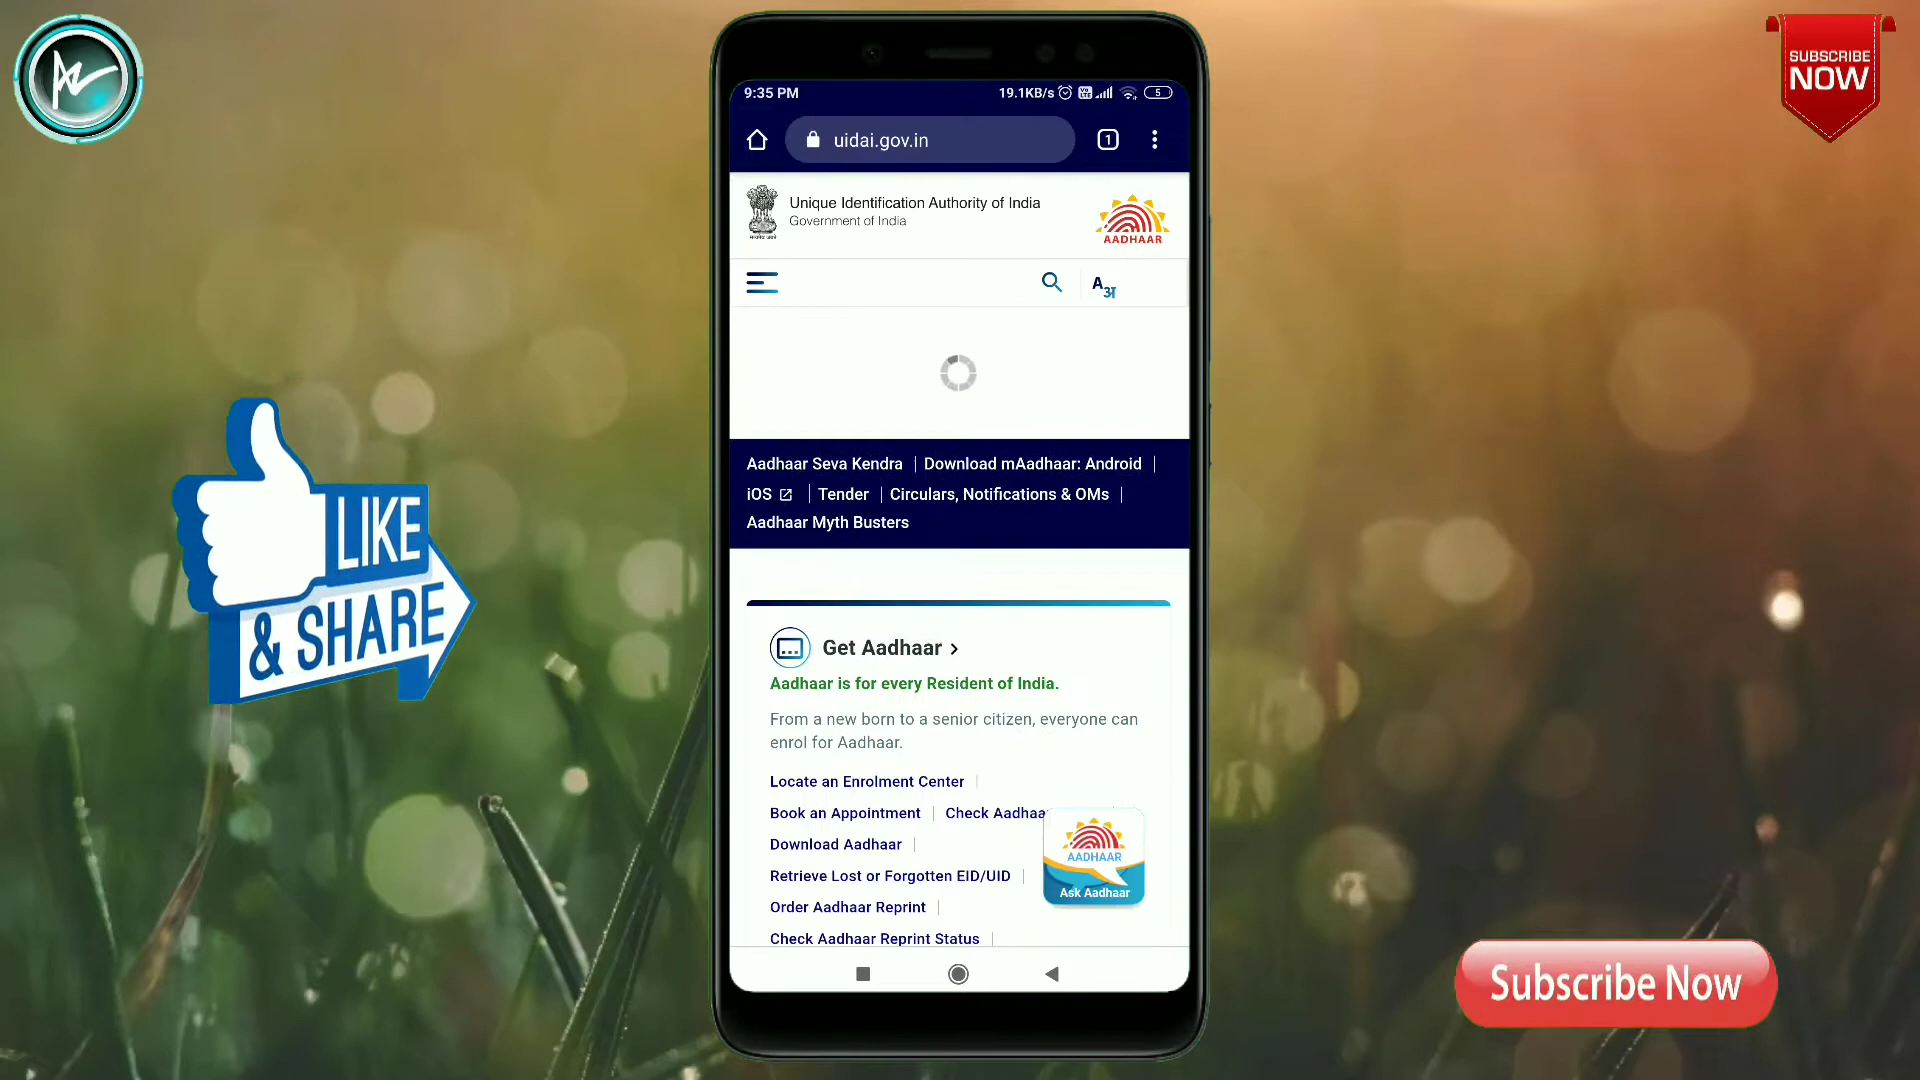 SUBSCRIBE
NOW
9:35 PM
19.1KB/s
5
uidai.gov.in
1
Unique Identification Authority of India
Government of India
AADHAAR
A
अ
Aadhaar Seva Kendra
Download mAadhaar: Android
iOS
Tender
Circulars, Notifications & OMs
Aadhaar Myth Busters
LIKE
& SHARE
Get Aadhaar
Aadhaar is for every Resident of India.
From a new born to a senior citizen, everyone can
enrol for Aadhaar.
Locate an Enrolment Center
Book an Appointment
Check Aadhaar
Download Aadhaar
AADHAAR
Ask Aadhaar
Retrieve Lost or Forgotten EID/UID
Order Aadhaar Reprint
Check Aadhaar Reprint Status
Subscribe Now